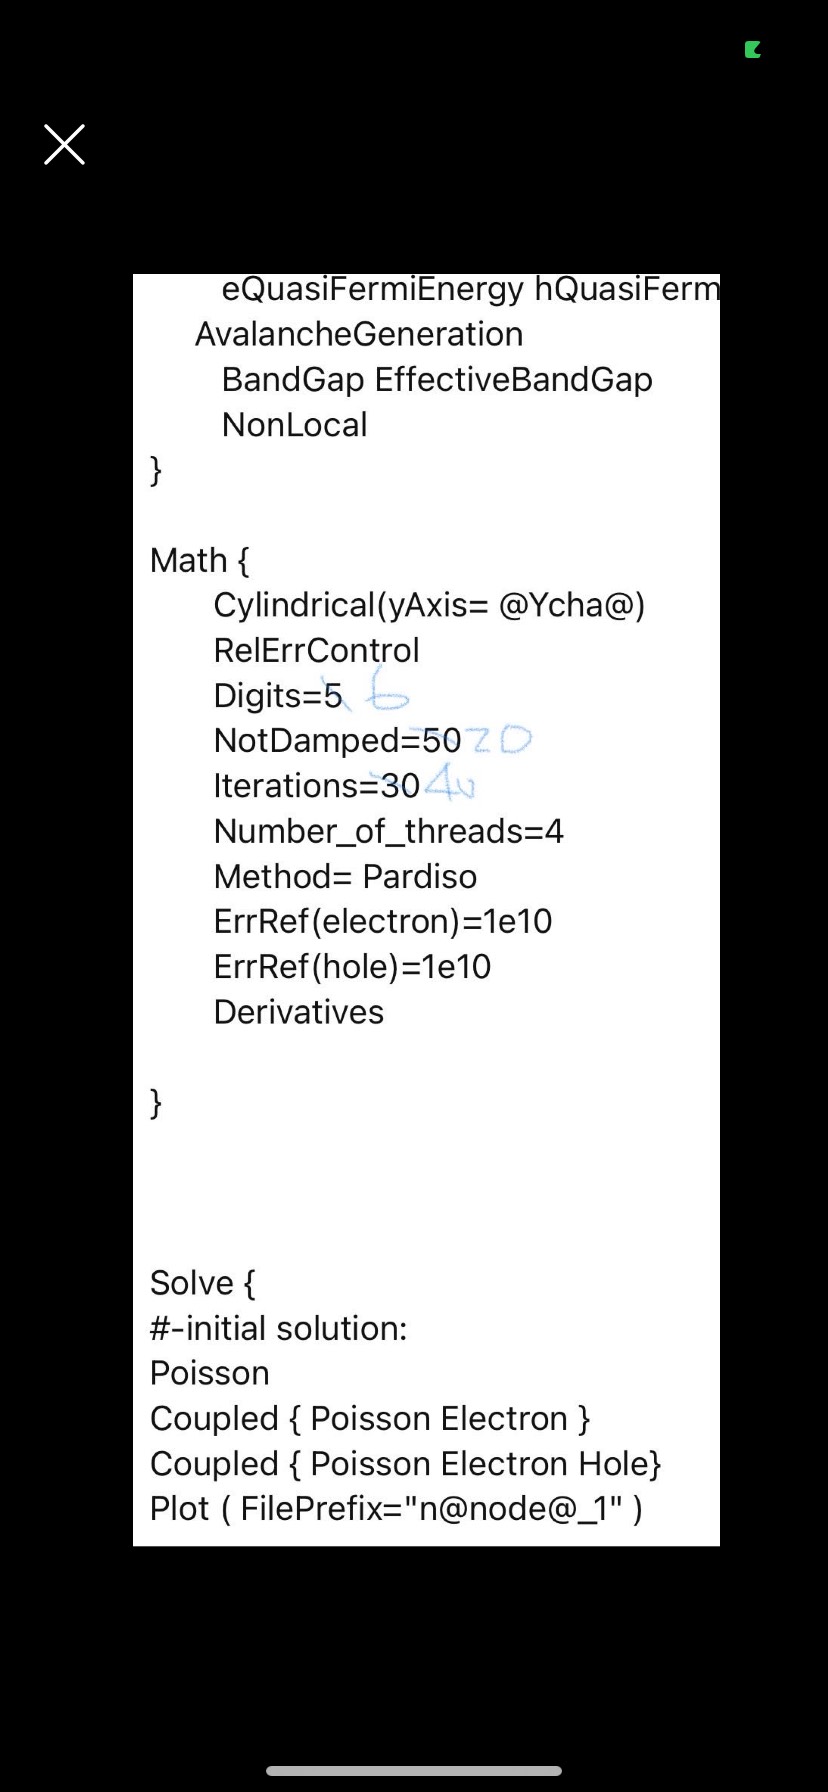 eQuasiFermiEnergy hQuasiFerm
AvalancheGeneration
BandGap EffectiveBandGap
NonLocal
}
Math {
Cylindrical(yAxis= @Ycha@)
RelErrControl
Digits=5 6
NotDamped=50 20
Iterations=30 40
Number_of_threads=4
Method= Pardiso
ErrRef(electron)=1e10
ErrRef(hole)=1e10
Derivatives
}
Solve {
#-initial solution:
Poisson
Coupled { Poisson Electron }
Coupled { Poisson Electron Hole}
Plot ( FilePrefix="n@node@_1" )